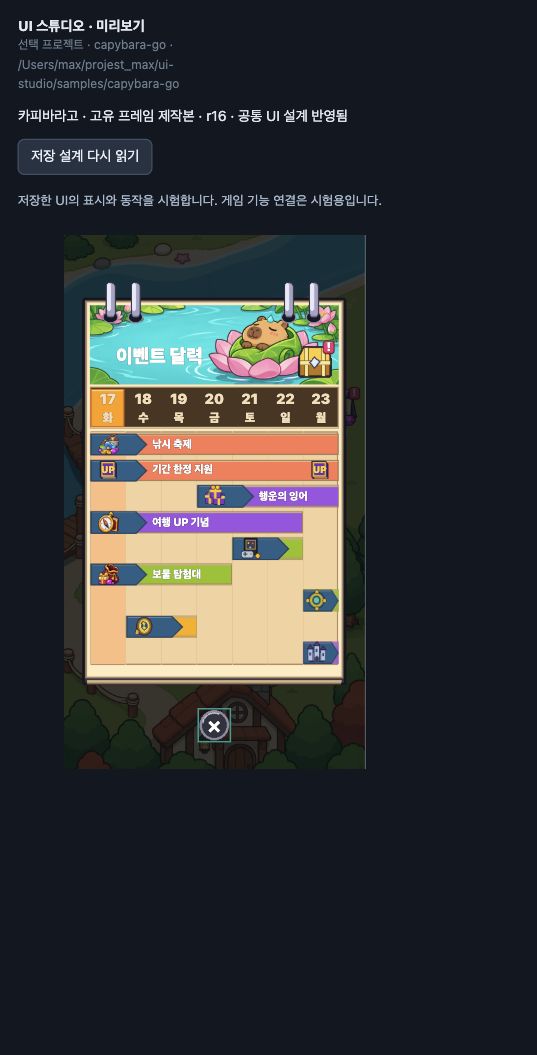 UI 스튜디오 · 미리보기
선택 프로젝트 · capybara-go ·
/Users/max/projest_max/ui-
studio/samples/capybara-go
카피바라고 · 고유 프레임 제작본 · r16 · 공통 UI 설계 반영됨
저장 설계 다시 읽기
저장한 UI의 표시와 동작을 시험합니다. 게임 기능 연결은 시험용입니다.
이벤트 달력
17 18 19 20 21 22 23
화 수 목 금 토 일 월
낚시 축제
UP 기간 한정 지원 UP
행운의 잉어
여행 UP 기념
보물 탐험대